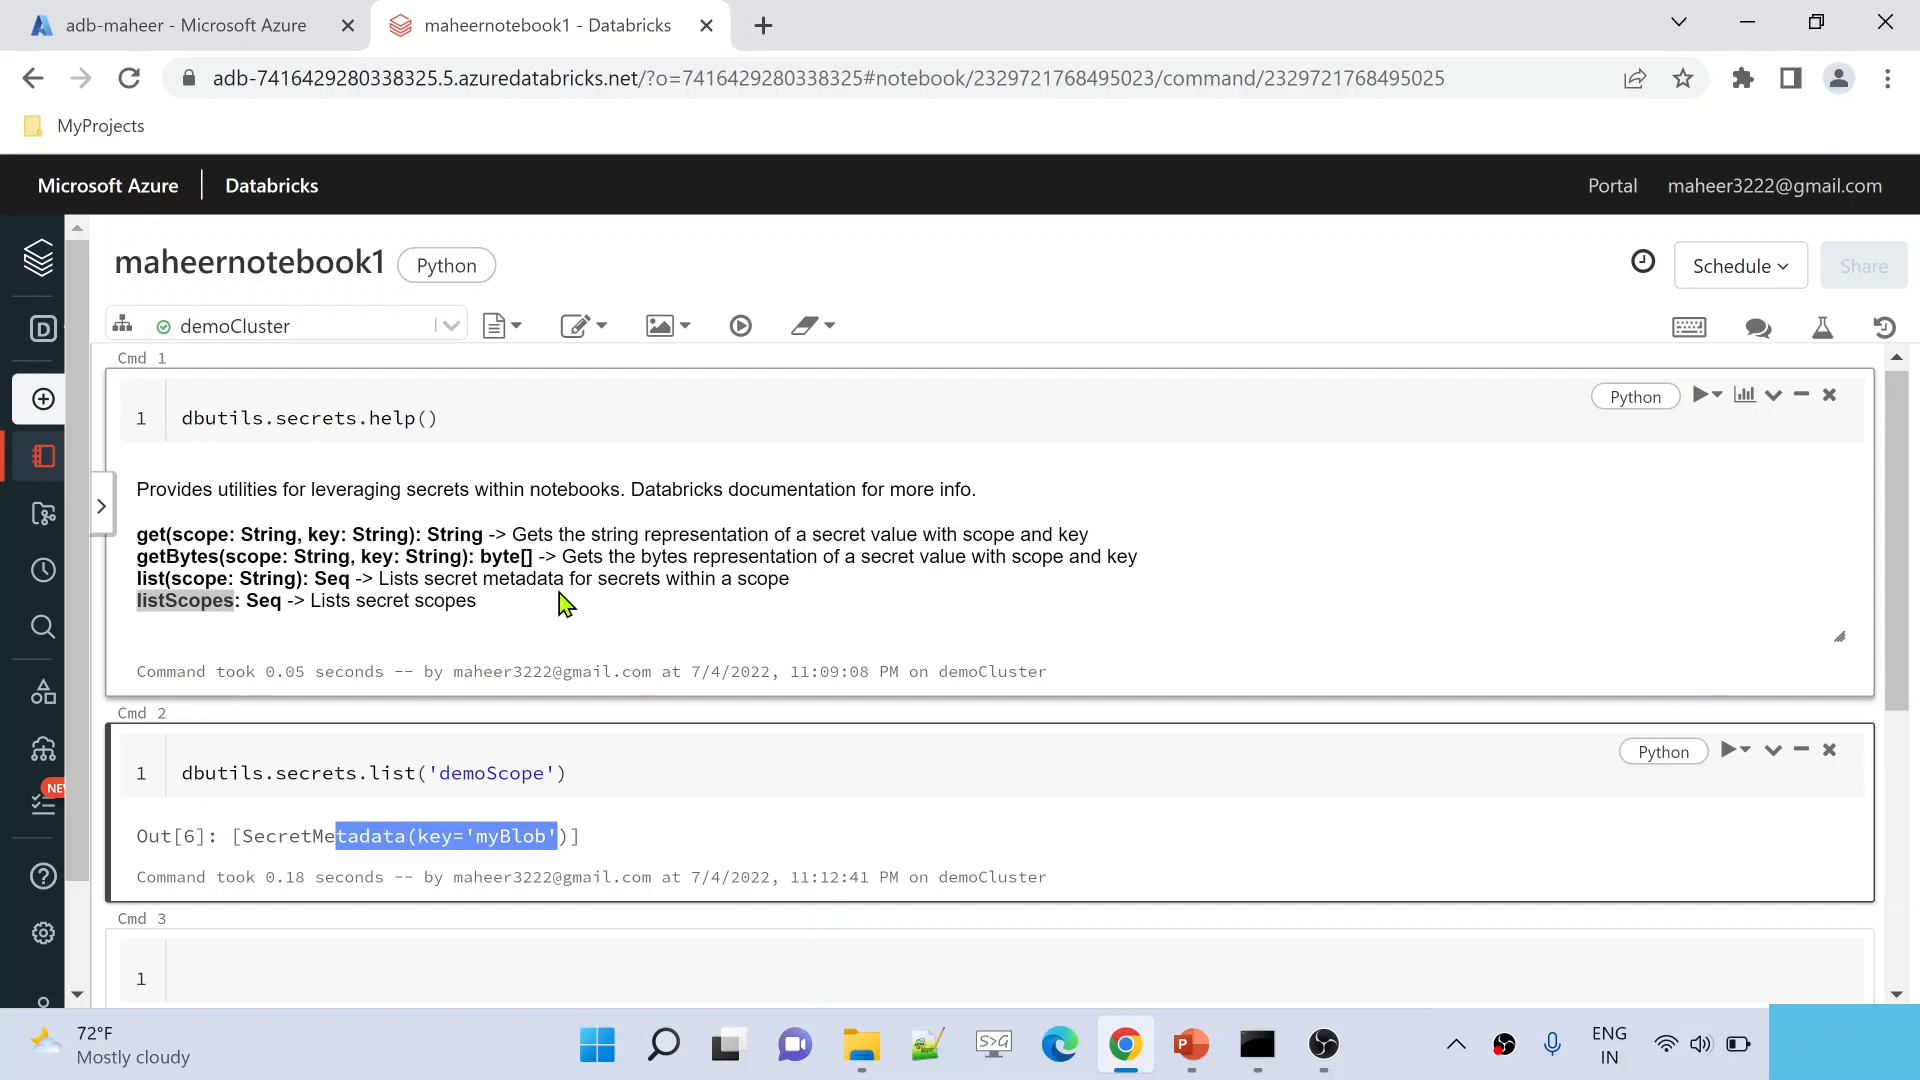 adb-maheer - Microsoft Azure
maheernotebook1 - Databricks
adb-7416429280338325.5.azuredatabricks.net/?o=7416429280338325#notebook/2329721768495023/command/2329721768495025
MyProjects
Microsoft Azure Databricks Portal maheer3222@gmail.com
maheernotebook1 Python Schedule Share
demoCluster
Cmd 1
Python
1 dbutils.secrets.help()
Provides utilities for leveraging secrets within notebooks. Databricks documentation for more info.
get(scope: String, key: String): String -> Gets the string representation of a secret value with scope and key
getBytes(scope: String, key: String): byte[] -> Gets the bytes representation of a secret value with scope and key
list(scope: String): Seq -> Lists secret metadata for secrets within a scope
listScopes: Seq -> Lists secret scopes
Command took 0.05 seconds -- by maheer3222@gmail.com at 7/4/2022, 11:09:08 PM on demoCluster
Cmd 2
Python
1 dbutils.secrets.list('demoScope')
Out[6]: [SecretMetadata(key='myBlob')]
Command took 0.18 seconds -- by maheer3222@gmail.com at 7/4/2022, 11:12:41 PM on demoCluster
Cmd 3
1
D
NEW
72°F
Mostly cloudy
S>G
P
ENG
IN